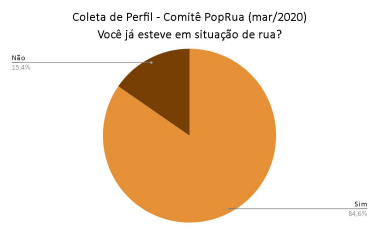 Coleta de Perfil - Comitê PopRua (mar/2020)
Você já esteve em situação de rua?
Não
15,4%
Sim
84,6%